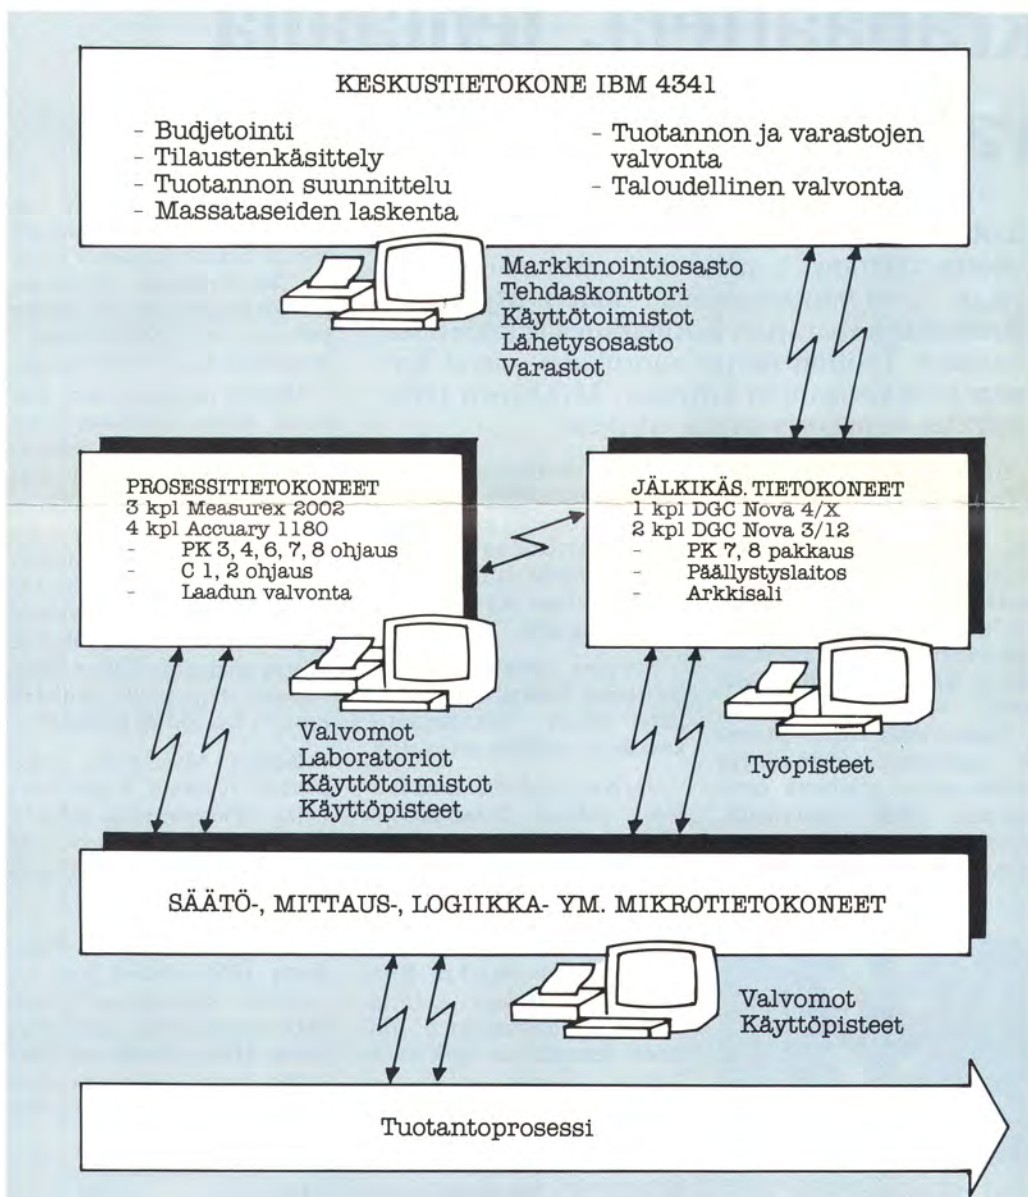 KESKUSTIETOKONE IBM 4341
- Budjetointi
- Tilaustenkäsittely
- Tuotannon suunnittelu
- Massataseiden laskenta
- Tuotannon ja varastojen
valvonta
- Taloudellinen valvonta
Markkinointiosasto
Tehdaskonttori
Käyttötoimistot
Lähetysosasto
Varastot
PROSESSITIETOKONEET
3 kpl Measurex 2002
4 kpl Accuary 1180
- PK 3, 4, 6, 7, 8 ohjaus
- C 1, 2 ohjaus
- Laadun valvonta
JÄLKIKÄS. TIETOKONEET
1 kpl DGC Nova 4/X
2 kpl DGC Nova 3/12
- PK 7, 8 pakkaus
- Päällystyslaitos
- Arkkisali
Valvomot
Laboratoriot
Käyttötoimistot
Käyttöpisteet
Työpisteet
SÄÄTÖ-, MITTAUS-, LOGIIKKA- YM. MIKROTIETOKONEET
Valvomot
Käyttöpisteet
Tuotantoprosessi